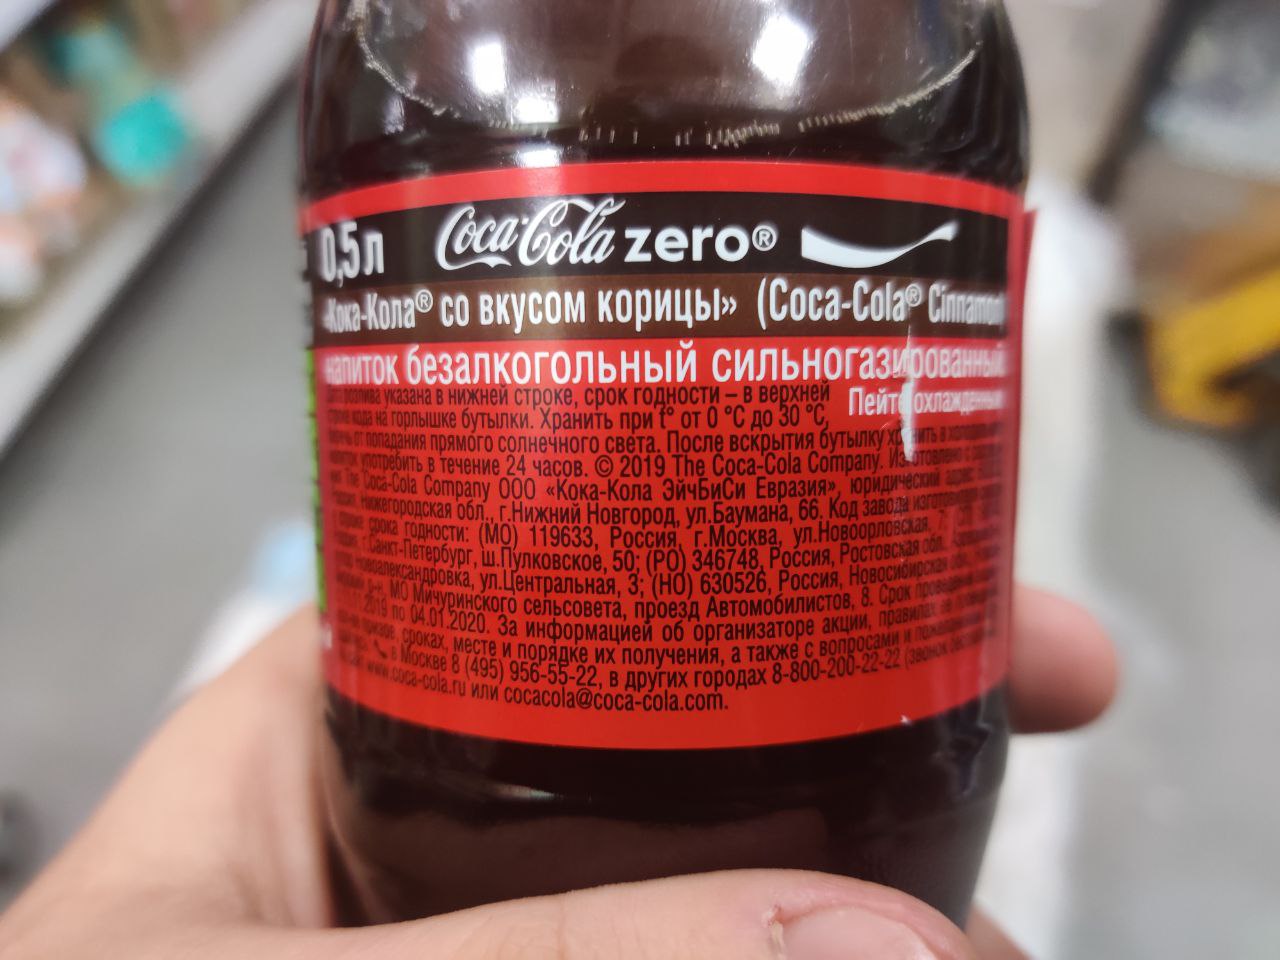 0,5л Coca-Cola zero®
«Кока-Кола® со вкусом корицы» (Coca-Cola® Cinnamon
напиток безалкогольный сильногазированный
розлива указана в нижней строке, срок годности – в верхней
Пейте охлажденным
строке кода на горлышке бутылки. Хранить при t° от 0 °C до 30 °C,
от попадания прямого солнечного света. После вскрытия бутылку хранить в
употребить в течение 24 часов. © 2019 The Coca-Cola Company. Изготовлено с
The Coca-Cola Company ООО «Кока-Кола ЭйчБиСи Евразия», юридический адрес:
Нижегородская обл., г.Нижний Новгород, ул.Баумана, 66. Код завода
срока годности: (МО) 119633, Россия, г.Москва, ул.Новоорловская, 7;
г.Санкт-Петербург, ш.Пулковское, 50; (РО) 346748, Россия, Ростовская обл.,
Новоалександровка, ул.Центральная, 3; (НО) 630526, Россия, Новосибирская обл.,
р-н, МО Мичуринского сельсовета, проезд Автомобилистов, 8. Срок проведения
2019 по 04.01.2020. За информацией об организаторе акции, правилах ее
сроках, месте и порядке их получения, а также с вопросами и
в Москве 8 (495) 956-55-22, в других городах 8-800-200-22-22 (звонок
www.coca-cola.ru или cocacola@coca-cola.com.